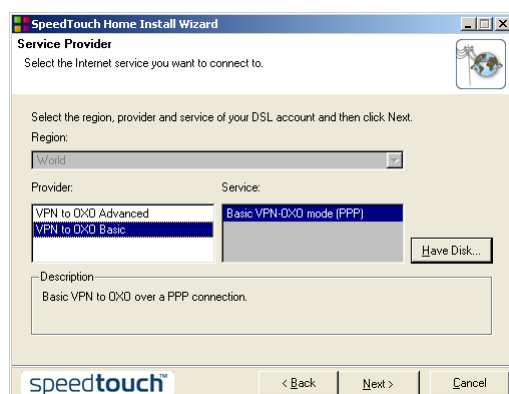 SpeedTouch Home Install Wizard
Service Provider
Select the Internet service you want to connect to.
Select the region, provider and service of your DSL account and then click Next.
Region:
World
Provider:
Service:
VPN to OXO Advanced
VPN to OXO Basic
Basic VPN-OXO mode (PPP)
Have Disk...
Description
Basic VPN to OXO over a PPP connection.
speedtouch™
< Back
Next >
Cancel